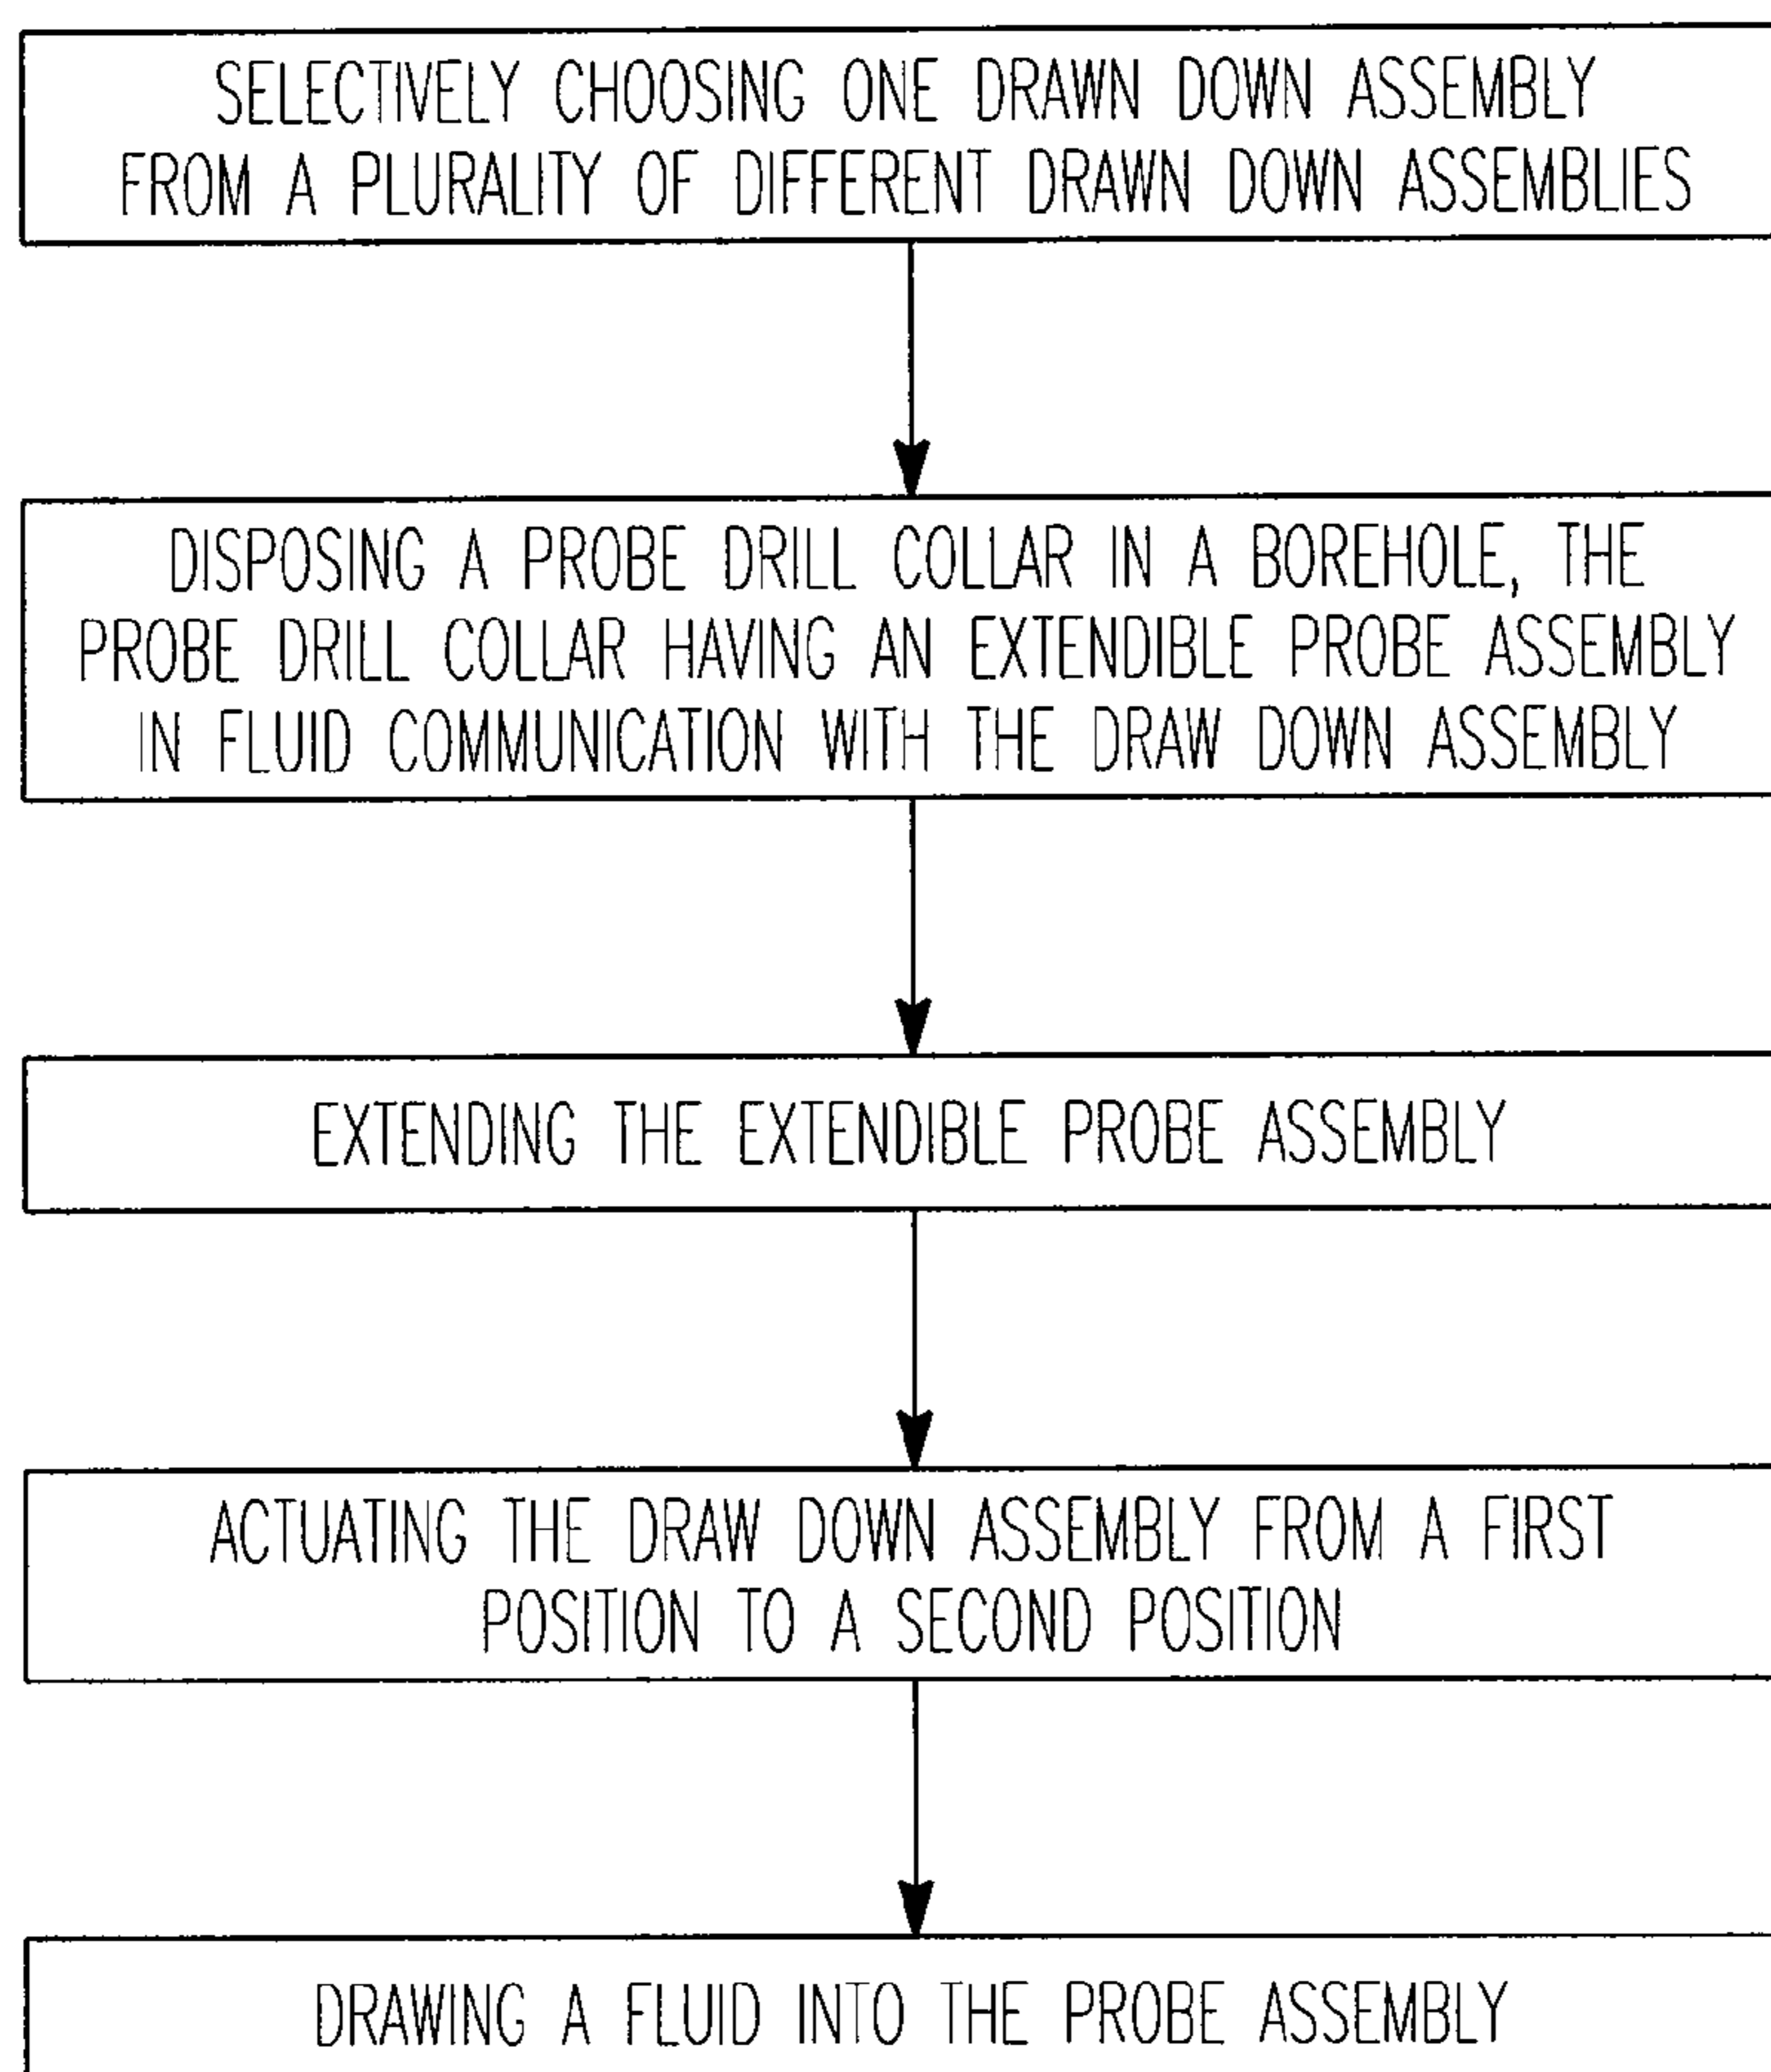 SELECTIVELY CHOOSING ONE DRAWN DOWN ASSEMBLY
FROM A PLURALITY OF DIFFERENT DRAWN DOWN ASSEMBLIES
DISPOSING A PROBE DRILL COLLAR IN A BOREHOLE, THE
PROBE DRILL COLLAR HAVING AN EXTENDIBLE PROBE ASSEMBLY
IN FLUID COMMUNICATION WITH THE DRAW DOWN ASSEMBLY
EXTENDING THE EXTENDIBLE PROBE ASSEMBLY
ACTUATING THE DRAW DOWN ASSEMBLY FROM A FIRST
POSITION TO A SECOND POSITION
DRAWING A FLUID INTO THE PROBE ASSEMBLY